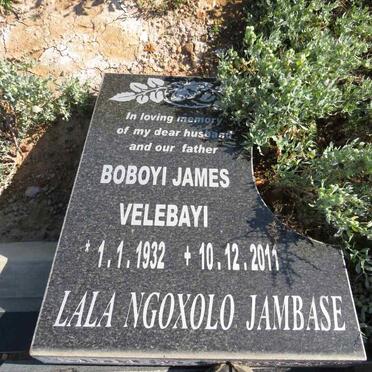 In loving memory
of my dear husband
and our father
BOBOYI JAMES
VELEBAYI
* 1.1.1932 + 10.12.2011
LALA NGOXOLO JAMBASE